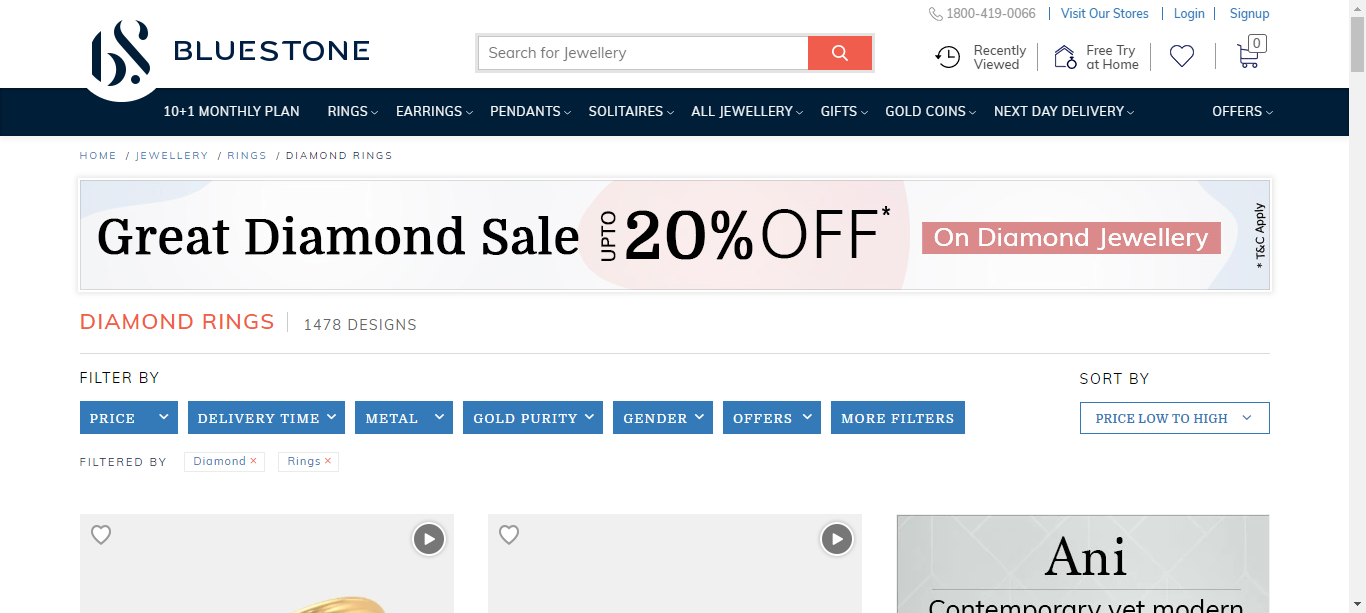 1800-419-0066 | Visit Our Stores | Login | Signup
BLUESTONE
Search for Jewellery
Recently Viewed
Free Try at Home
0
10+1 MONTHLY PLAN RINGS EARRINGS PENDANTS SOLITAIRES ALL JEWELLERY GIFTS GOLD COINS NEXT DAY DELIVERY OFFERS
HOME / JEWELLERY / RINGS / DIAMOND RINGS
Great Diamond Sale UPTO 20% OFF* On Diamond Jewellery * T&C Apply
DIAMOND RINGS | 1478 DESIGNS
FILTER BY
SORT BY
PRICE DELIVERY TIME METAL GOLD PURITY GENDER OFFERS MORE FILTERS
PRICE LOW TO HIGH
FILTERED BY Diamond × Rings ×
Ani
Contemporary yet modern